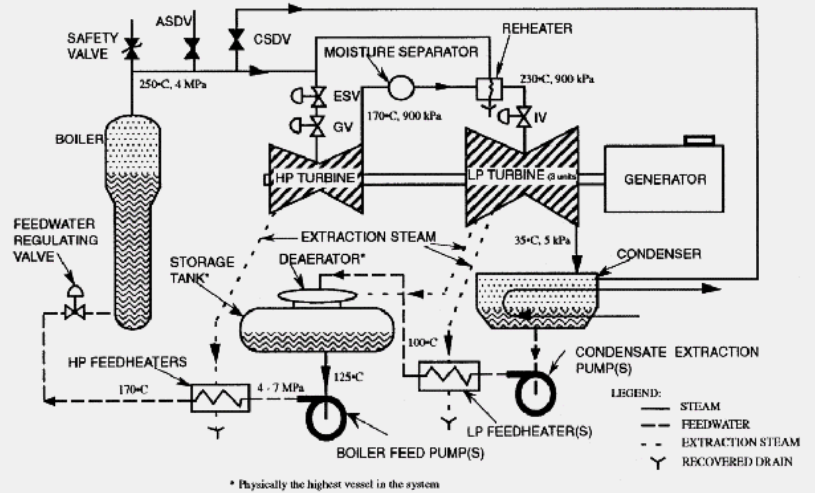 ASDV
SAFETY
VALVE
CSDV
REHEATER
MOISTURE SEPARATOR
250•C, 4 MPa
230•C, 900 kPa
ESV
170•C, 900 kPa
GV
IV
BOILER
HP TURBINE
LP TURBINE (3 units
GENERATOR
FEEDWATER
REGULATING
VALVE
EXTRACTION STEAM
35•C, 5 kPa
STORAGE
TANK*
DEAERATOR*
CONDENSER
100•C
HP FEEDHEATERS
CONDENSATE EXTRACTION
PUMP(S)
170•C
4 - 7 MPa
125•C
LP FEEDHEATER(S)
BOILER FEED PUMP(S)
LEGEND:
STEAM
FEEDWATER
EXTRACTION STEAM
RECOVERED DRAIN
* Physically the highest vessel in the system